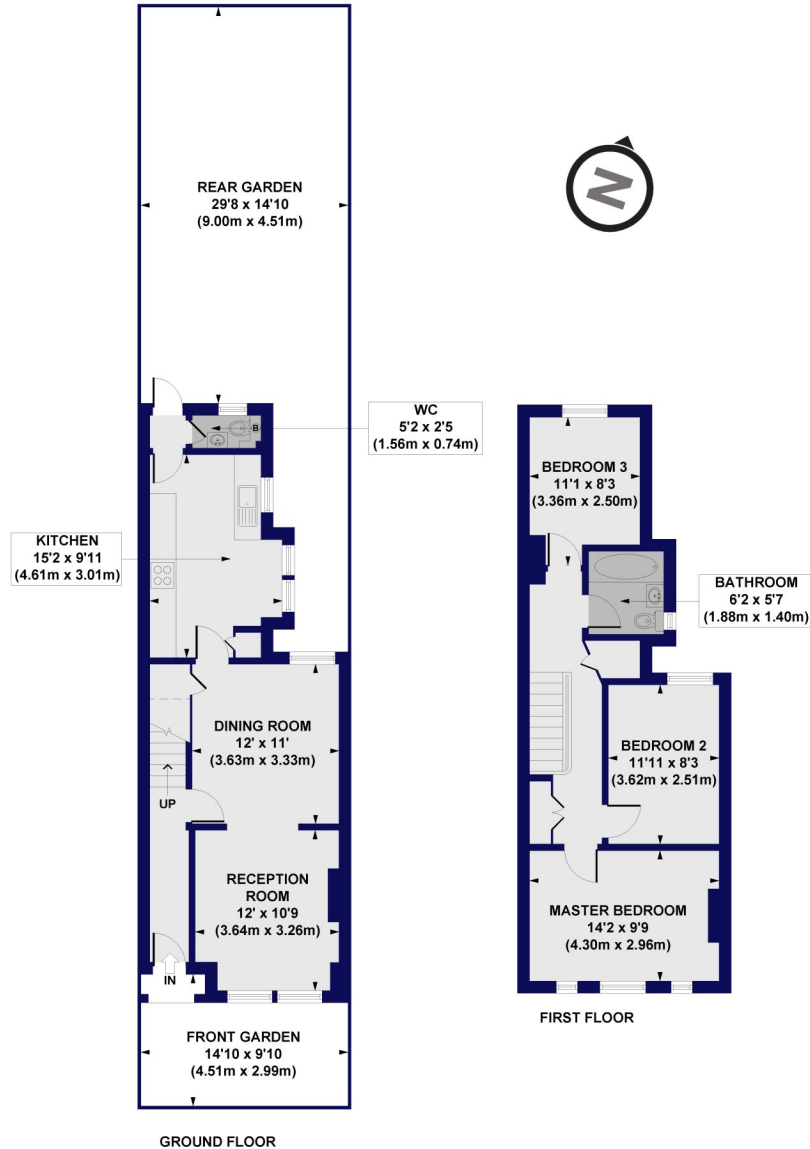 REAR GARDEN
29'8 x 14'10
(9.00m x 4.51m)
N
WC
5'2 x 2'5
(1.56m x 0.74m)
B
KITCHEN
15'2 x 9'11
(4.61m x 3.01m)
DINING ROOM
12' x 11'
(3.63m x 3.33m)
UP
RECEPTION
ROOM
12' x 10'9
(3.64m x 3.26m)
IN
FRONT GARDEN
14'10 x 9'10
(4.51m x 2.99m)
GROUND FLOOR
BEDROOM 3
11'1 x 8'3
(3.36m x 2.50m)
BATHROOM
6'2 x 5'7
(1.88m x 1.40m)
BEDROOM 2
11'11 x 8'3
(3.62m x 2.51m)
MASTER BEDROOM
14'2 x 9'9
(4.30m x 2.96m)
FIRST FLOOR